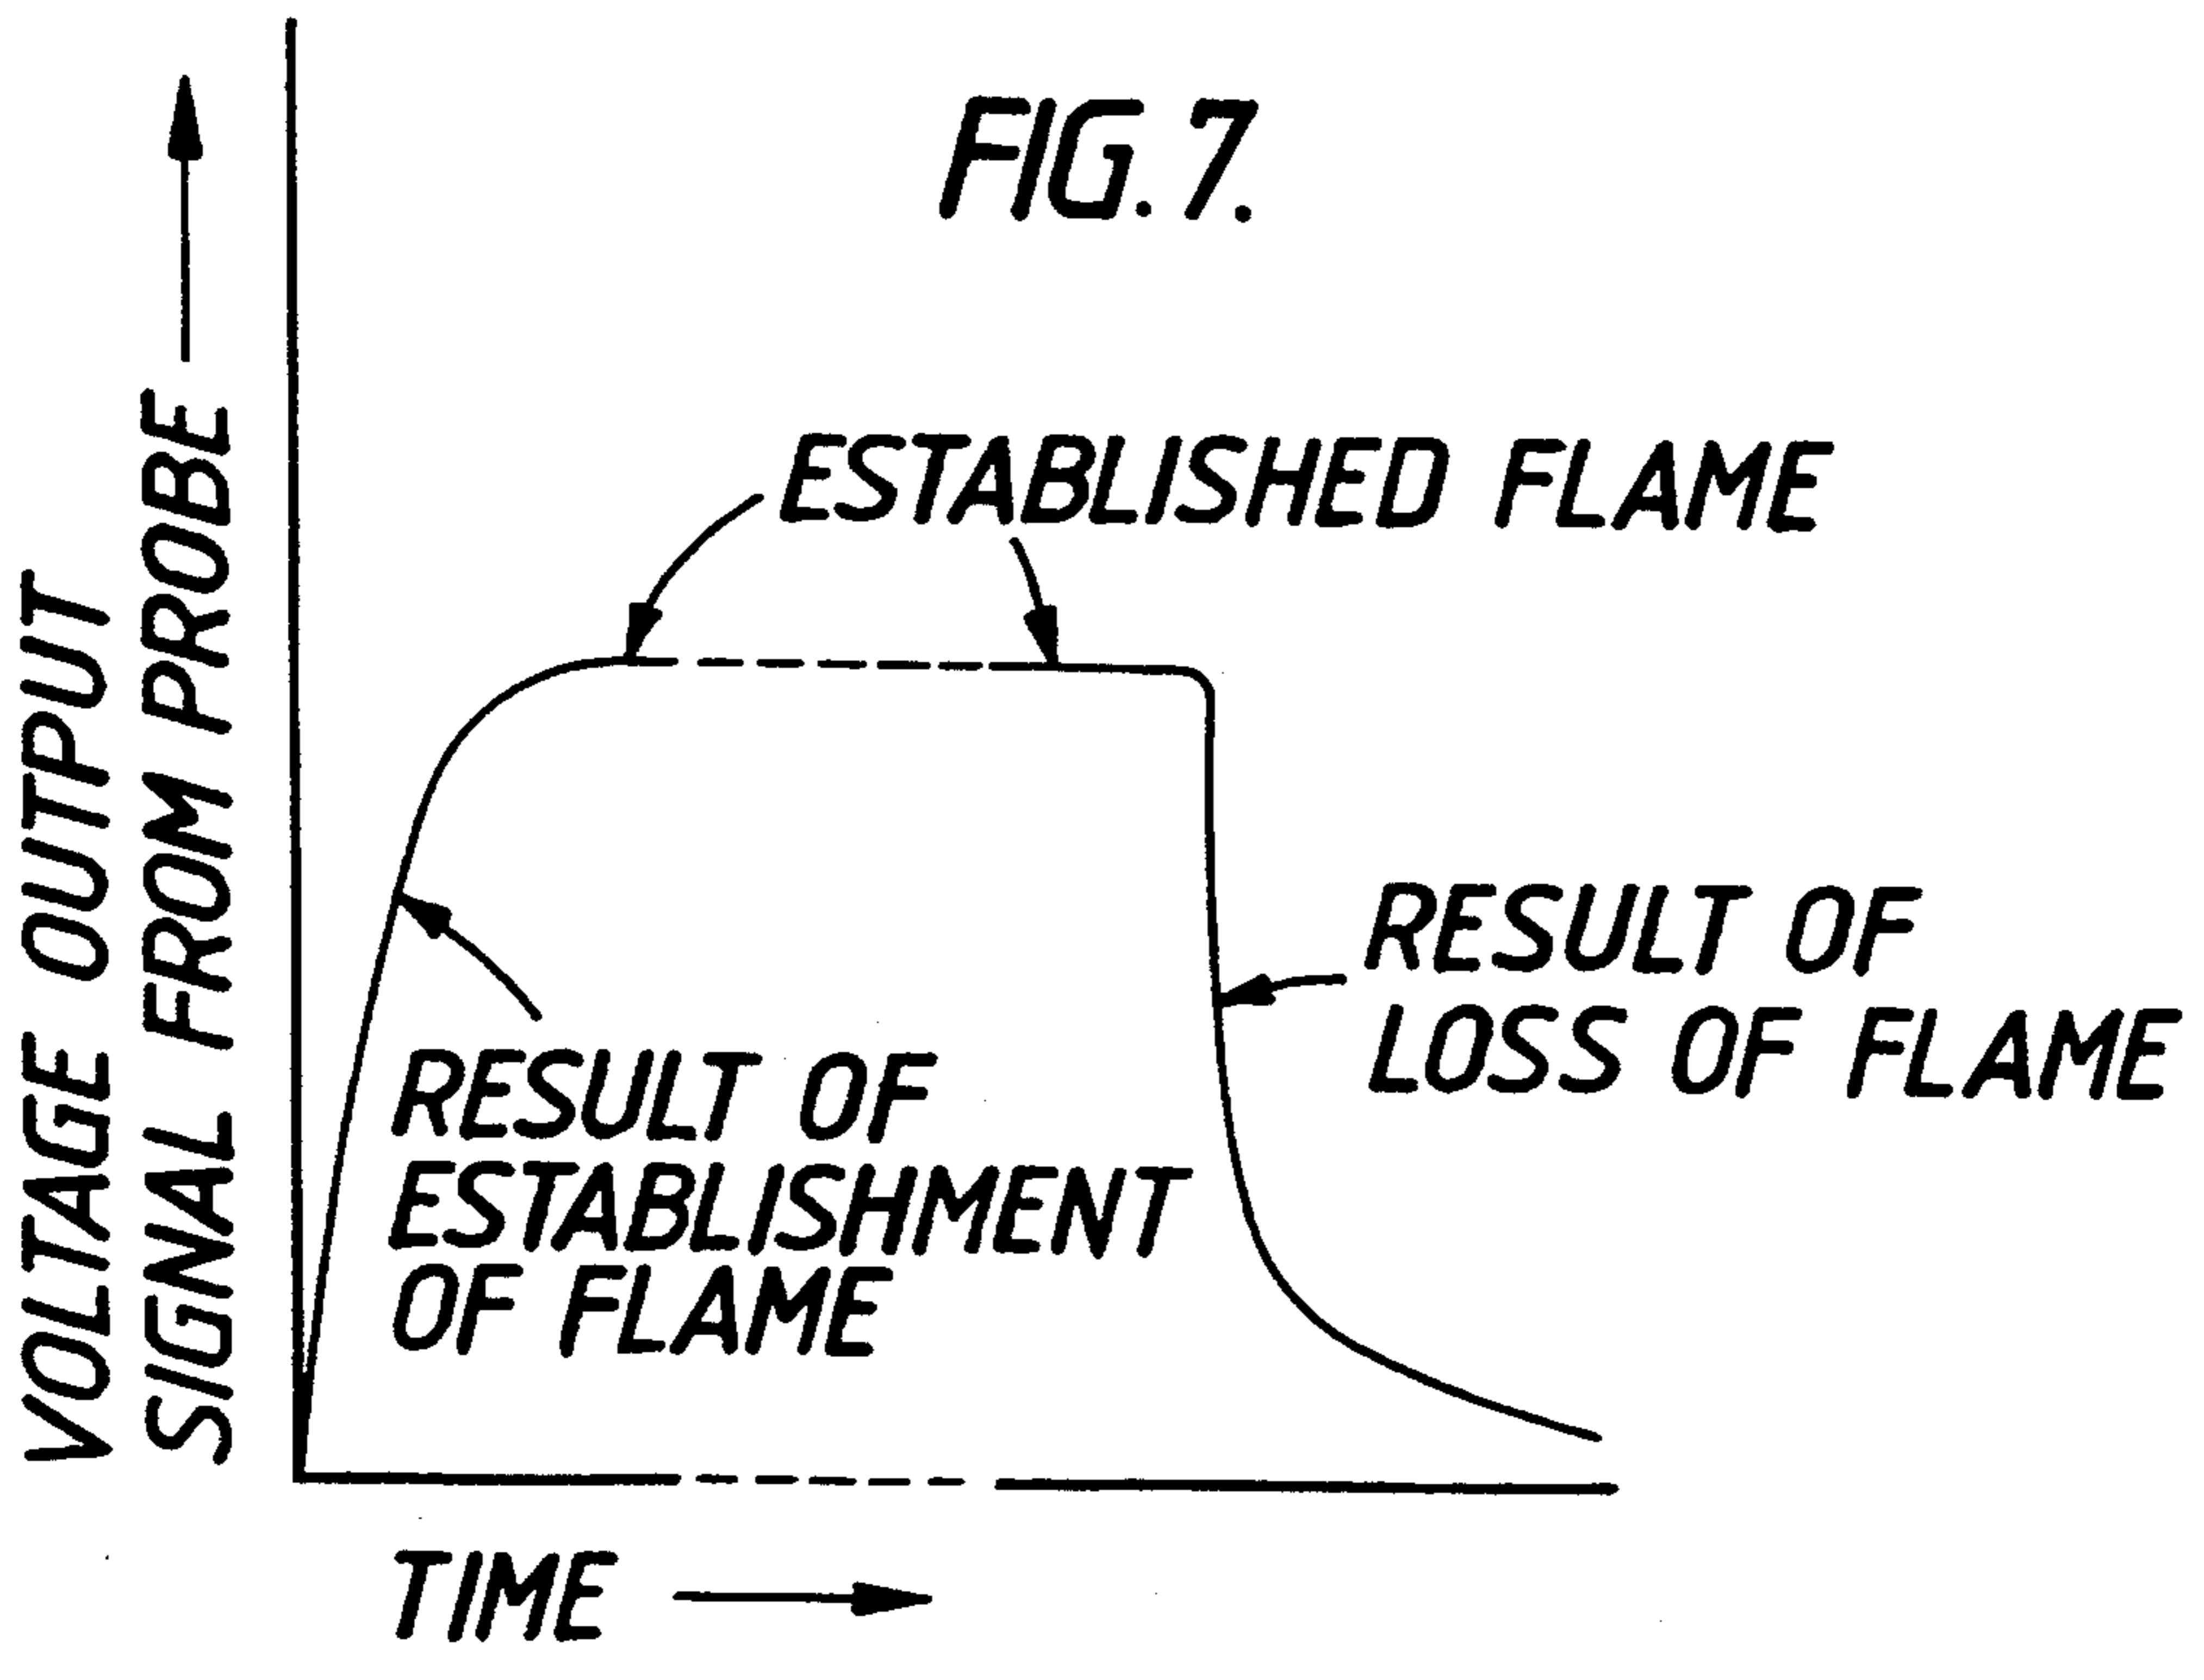 FIG. 7.
VOLTAGE OUTPUT
SIGNAL FROM PROBE
ESTABLISHED FLAME
RESULT OF
LOSS OF FLAME
RESULT OF
ESTABLISHMENT
OF FLAME
TIME